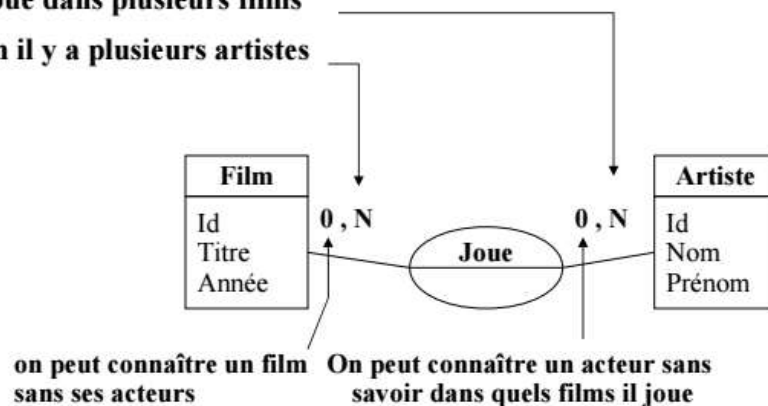 dans plusieurs films
il y a plusieurs artistes
Film
Artiste
Id
Titre
Année
0 , N
Joue
0 , N
Id
Nom
Prénom
on peut connaître un film
sans ses acteurs
On peut connaître un acteur sans
savoir dans quels films il joue